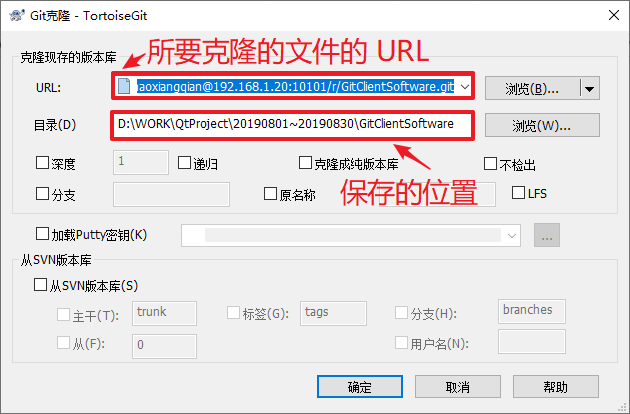 Git克隆 - TortoiseGit
所要克隆的文件的 URL
克隆现存的版本库
URL: aoxiangqian@192.168.1.20:10101/r/GitClientSoftware.git 浏览(B)...
目录(D) D:\WORK\QtProject\20190801~20190830\GitClientSoftware 浏览(W)...
深度 1 递归 克隆成纯版本库 不检出
保存的位置
分支 原名称 LFS
加载Putty密钥(K) ...
从SVN版本库
从SVN版本库(S)
主干(T): trunk 标签(G): tags 分支(H): branches
从(F): 0 用户名(N):
确定 取消 帮助